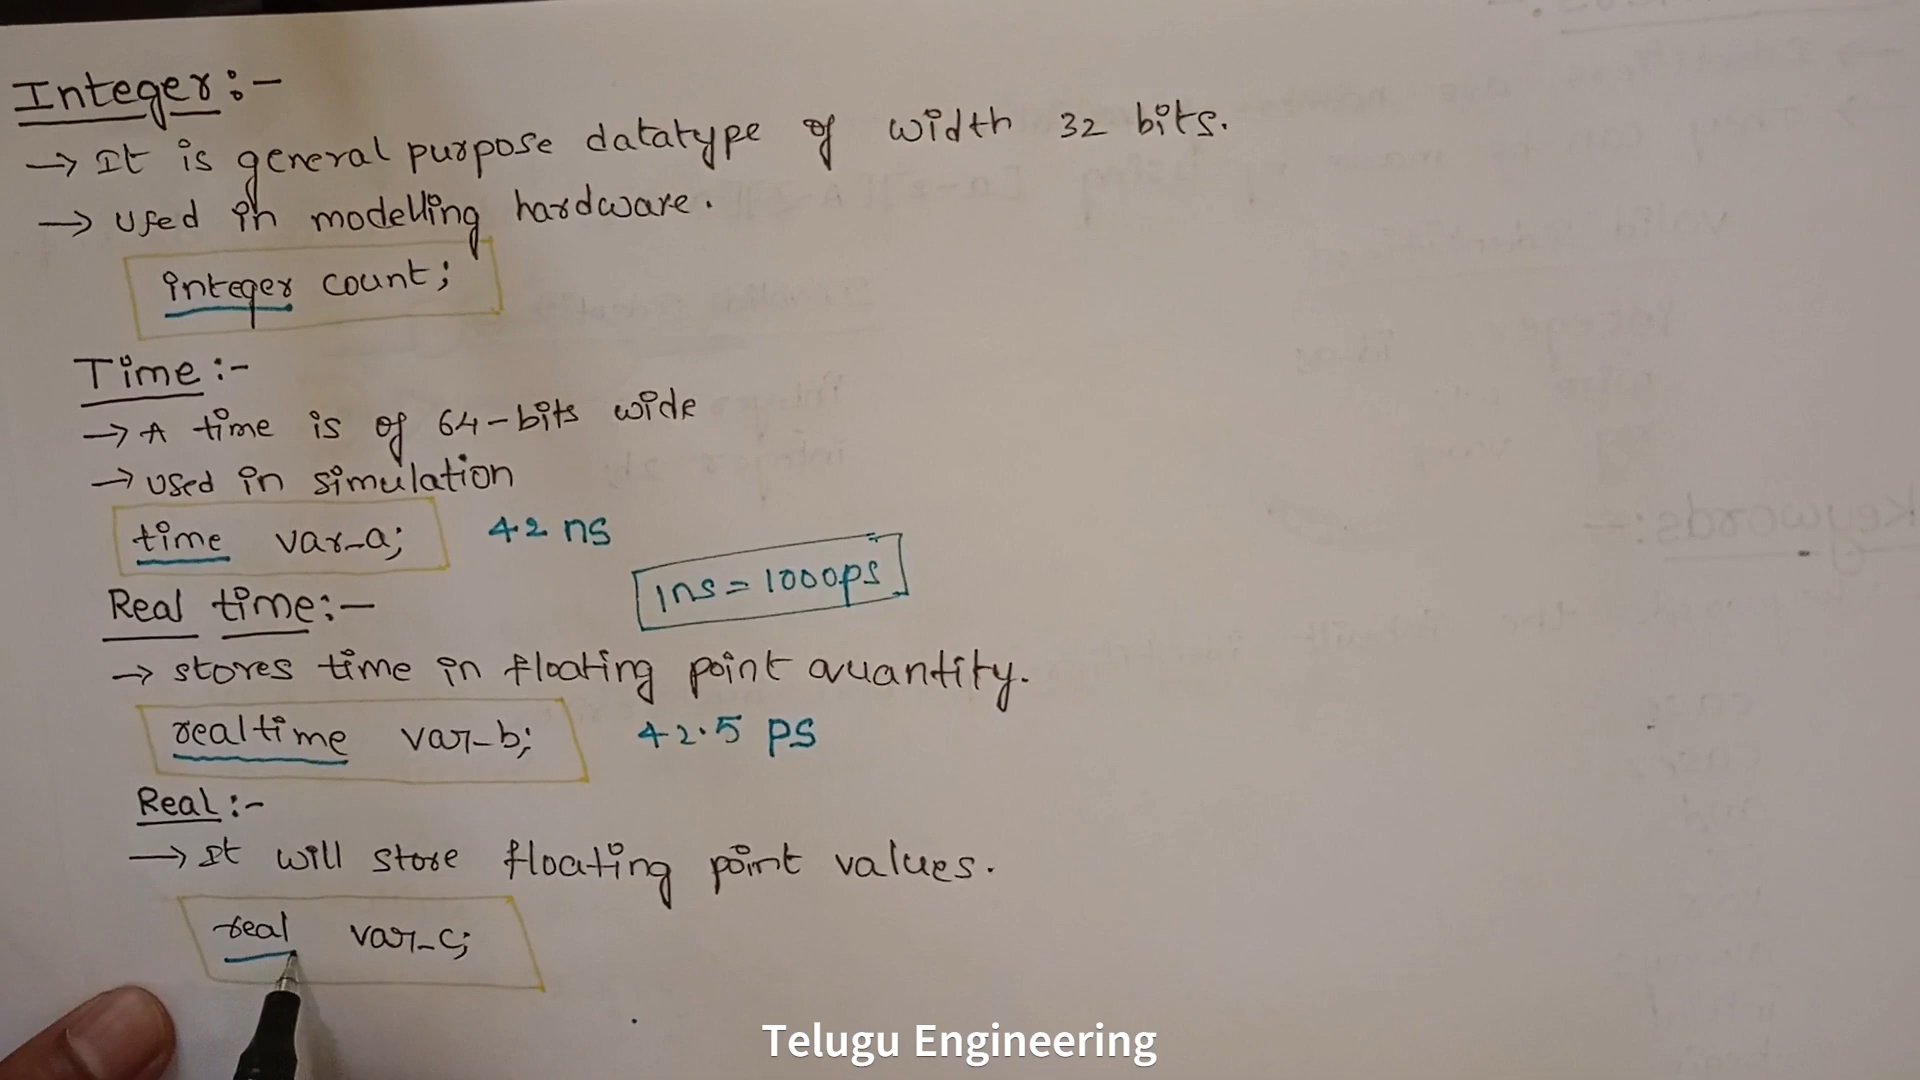 Integer:-
→ It is general purpose datatype of width 32 bits.
→ used in modelling hardware.
integer count;
Time:-
→ A time is of 64-bits wide
→ used in simulation
time var_a; 42 ns
1ns = 1000ps
Real time:-
→ stores time in floating point quantity.
realtime var_b; 42.5 ps
Real:-
→ It will store floating point values.
real var_c;
Telugu Engineering